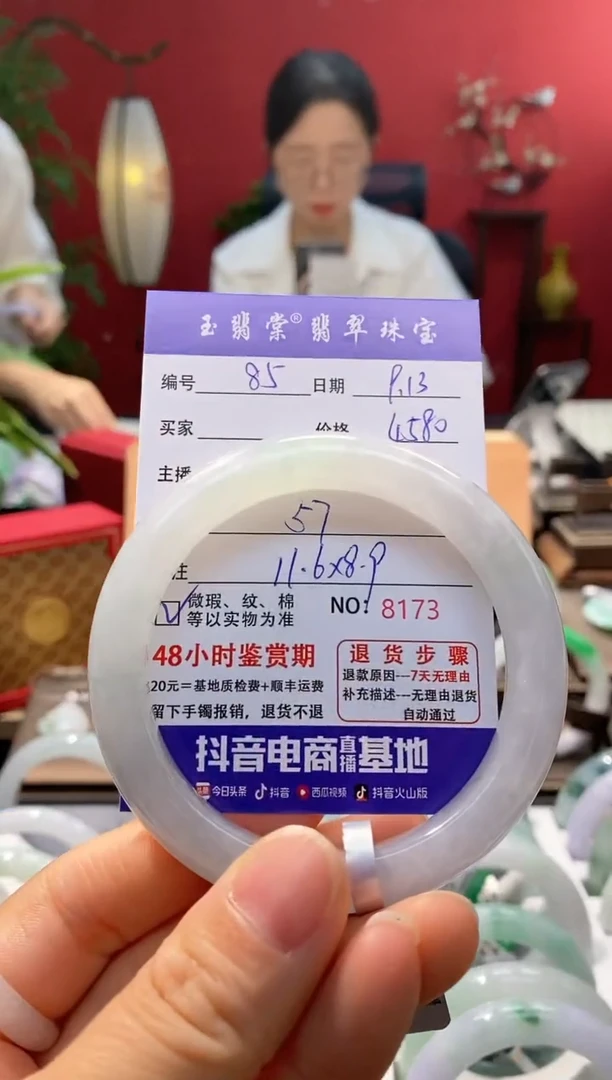 玉翡棠®翡翠珠宝
编号 85 日期 9.13
买家 价格 4580
主播
57
注 11.6x8.9
微瑕、纹、棉
等以实物为准
NO: 8173
48小时鉴赏期
20元=基地质检费+顺丰运费
留下手镯报销，退货不退
退货步骤
退款原因---7天无理由
补充描述---无理由退货
自动通过
抖音电商直播基地
头条 今日头条 抖音 西瓜视频 抖音火山版